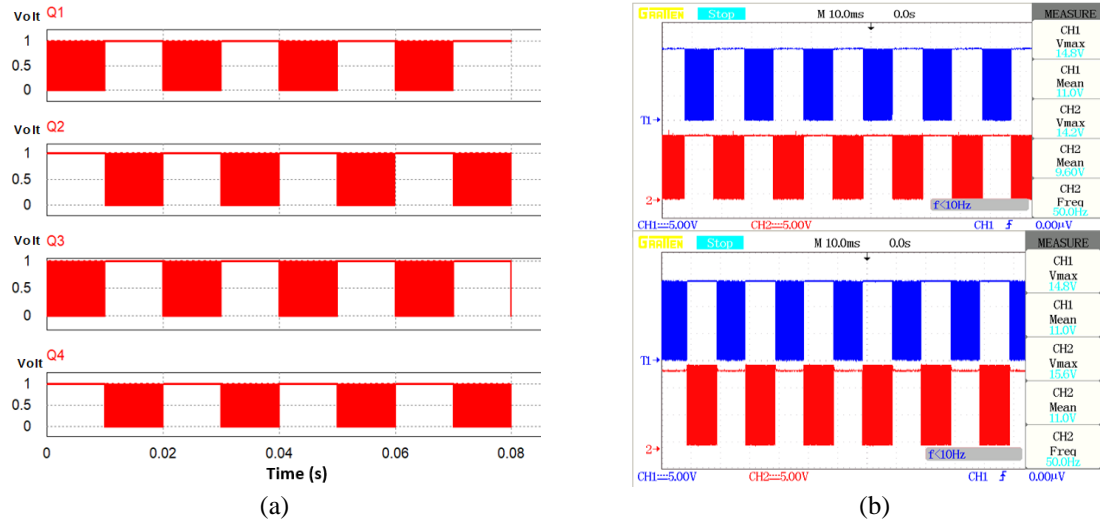 Volt Q1
1
0.5
0
Volt Q2
1
0.5
0
Volt Q3
1
0.5
0
Volt Q4
1
0.5
0
0 0.02 0.04 0.06 0.08
Time (s)
(a)
GRATTEN Stop M 10.0ms 0.0s MEASURE
CH1
Vmax
14.8V
CH1
Mean
11.0V
CH2
Vmax
14.2V
CH2
Mean
9.60V
CH2
Freq
50.0Hz
T1
2
f<10Hz
CH1 5.00V CH2 5.00V CH1 0.00μV
GRATTEN Stop M 10.0ms 0.0s MEASURE
CH1
Vmax
14.8V
CH1
Mean
11.0V
CH2
Vmax
15.6V
CH2
Mean
11.0V
CH2
Freq
50.0Hz
T1
2
f<10Hz
CH1 5.00V CH2 5.00V CH1 0.00μV
(b)